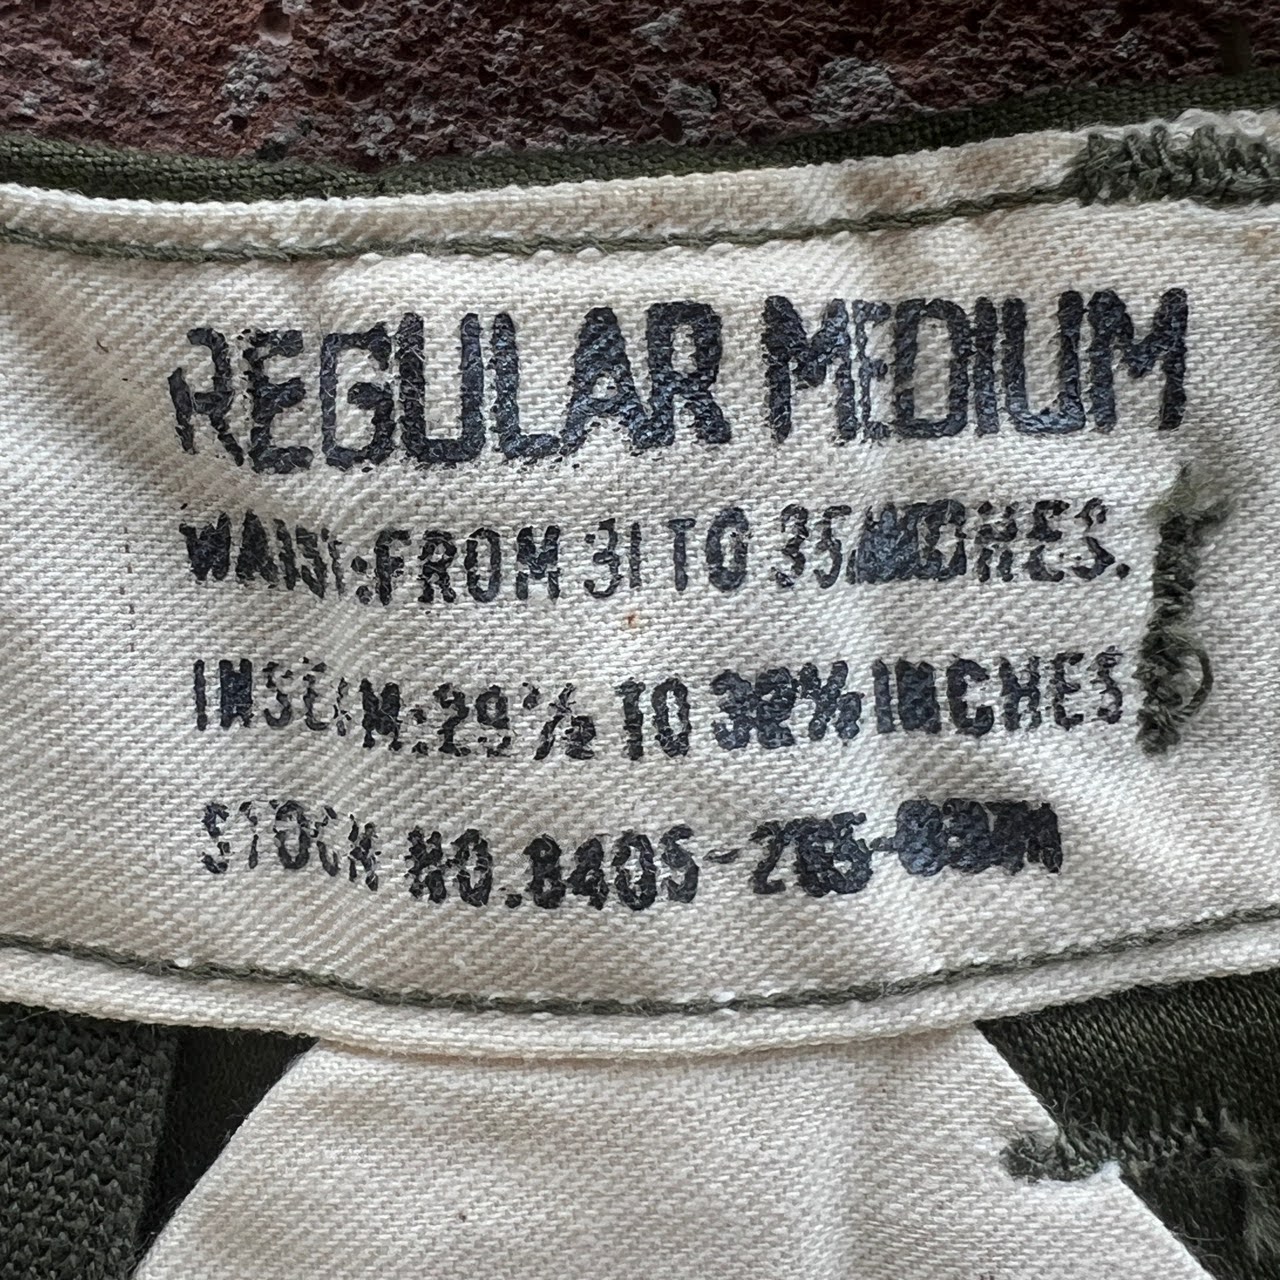 REGULAR MEDIUM
WAIST: FROM 31 TO 35 INCHES.
INSEAM: 29½ TO 32½ INCHES
STOCK NO. 8405-